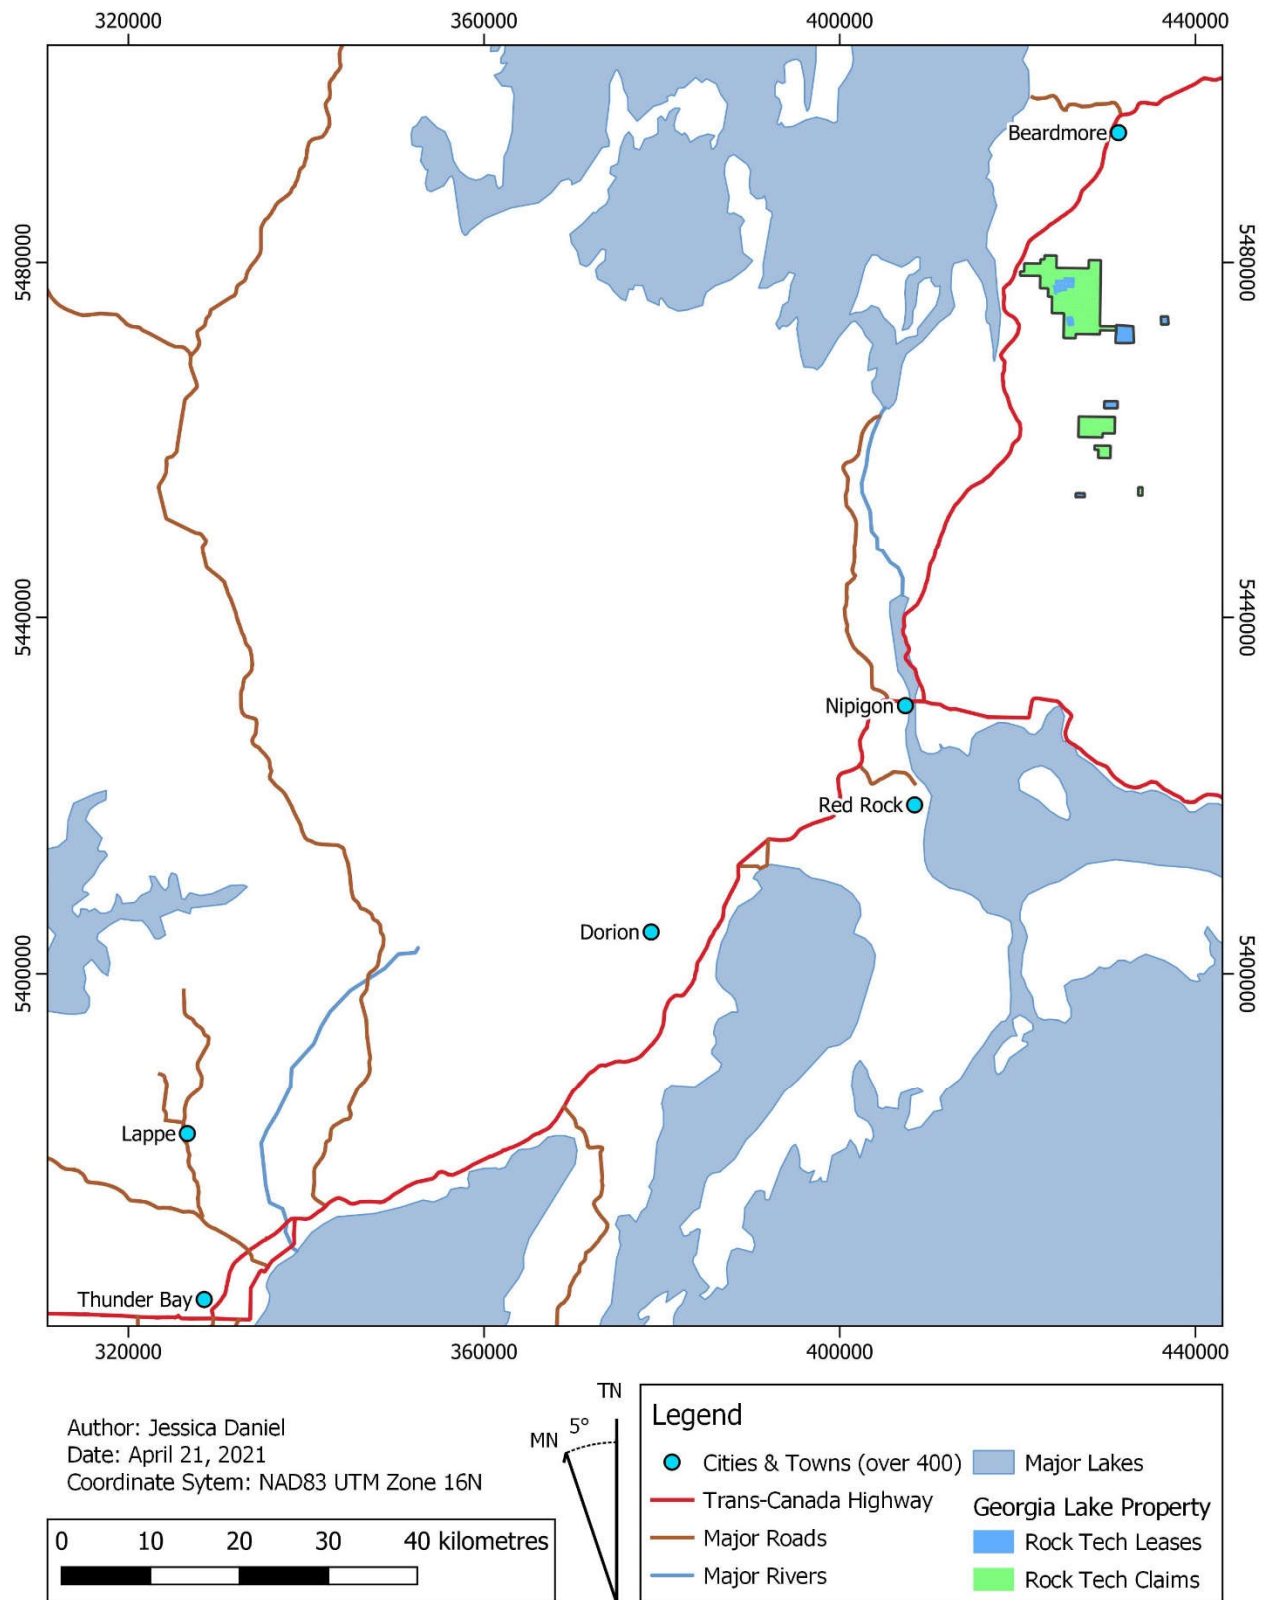 320000 360000 400000 440000
Beardmore
5480000 5480000
5440000 5440000
Nipigon
Red Rock
Dorion
5400000 5400000
Lappe
Thunder Bay
320000 360000 400000 440000
Author: Jessica Daniel
Date: April 21, 2021
Coordinate Sytem: NAD83 UTM Zone 16N
0 10 20 30 40 kilometres
TN
MN 5°
Legend
Cities & Towns (over 400)
Trans-Canada Highway
Major Roads
Major Rivers
Major Lakes
Georgia Lake Property
Rock Tech Leases
Rock Tech Claims